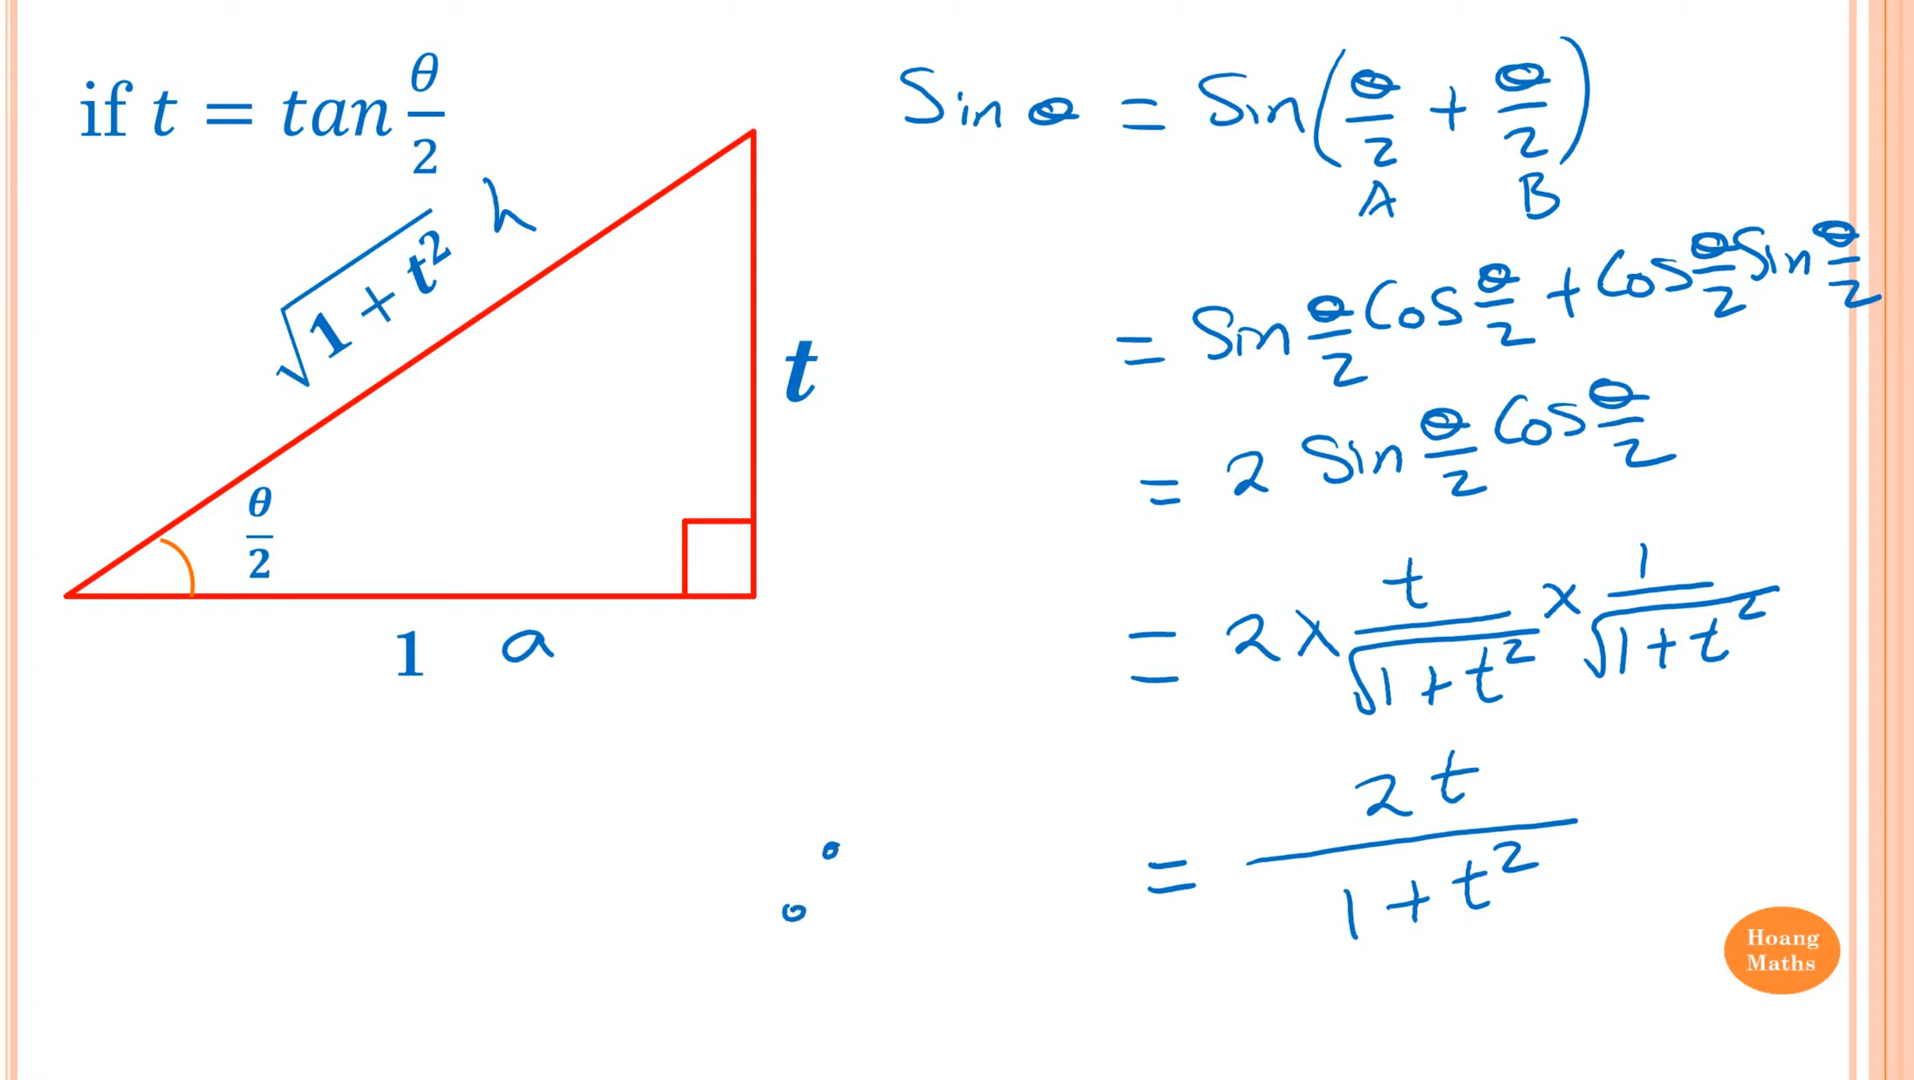 if t = tan θ/2
√1 + t² h
t
θ/2
1 a
Sin θ = Sin(θ/2 + θ/2)
A B
= Sin θ/2 Cos θ/2 + Cos θ/2 Sin θ/2
= 2 Sin θ/2 Cos θ/2
= 2 × t/√1+t² × 1/√1+t²
= 2t/1+t²
Hoang
Maths